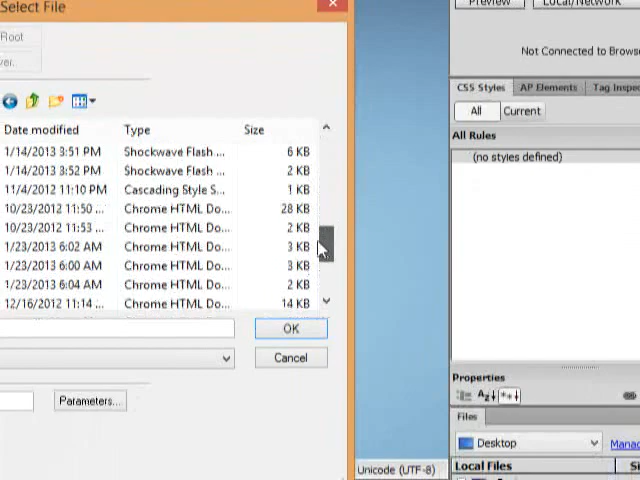 Select File
Root
ver.
Date modified Type Size
1/14/2013 3:51 PM Shockwave Flash ... 6 KB
1/14/2013 3:52 PM Shockwave Flash ... 2 KB
11/4/2012 11:10 PM Cascading Style S... 1 KB
10/23/2012 11:50 ... Chrome HTML Do... 28 KB
10/23/2012 11:53 ... Chrome HTML Do... 2 KB
1/23/2013 6:02 AM Chrome HTML Do... 3 KB
1/23/2013 6:00 AM Chrome HTML Do... 3 KB
1/23/2013 6:04 AM Chrome HTML Do... 2 KB
12/16/2012 11:14 ... Chrome HTML Do... 14 KB
OK
Cancel
Parameters...
Unicode (UTF-8)
Preview Local/Network
Not Connected to Browse
CSS Styles AP Elements Tag Inspec
All Current
All Rules
(no styles defined)
Properties
Az↓ **↓
Files
Desktop Manag
Local Files Si